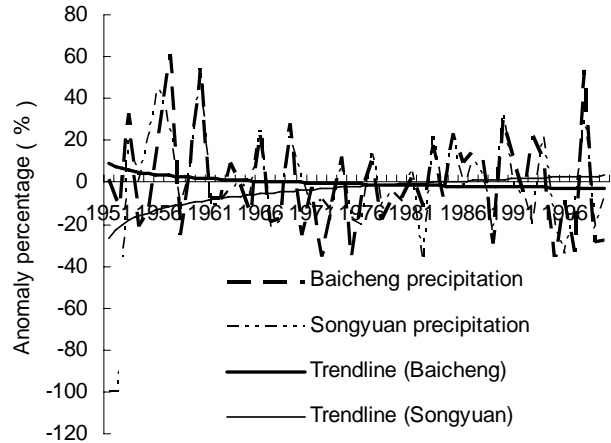 80
60
40
20
0
-20
-40
-60
-80
-100
-120
Anomaly percentage ( % )
1951 1956 1961 1966 1971 1976 1981 1986 1991 1996
Baicheng precipitation
Songyuan precipitation
Trendline (Baicheng)
Trendline (Songyuan)